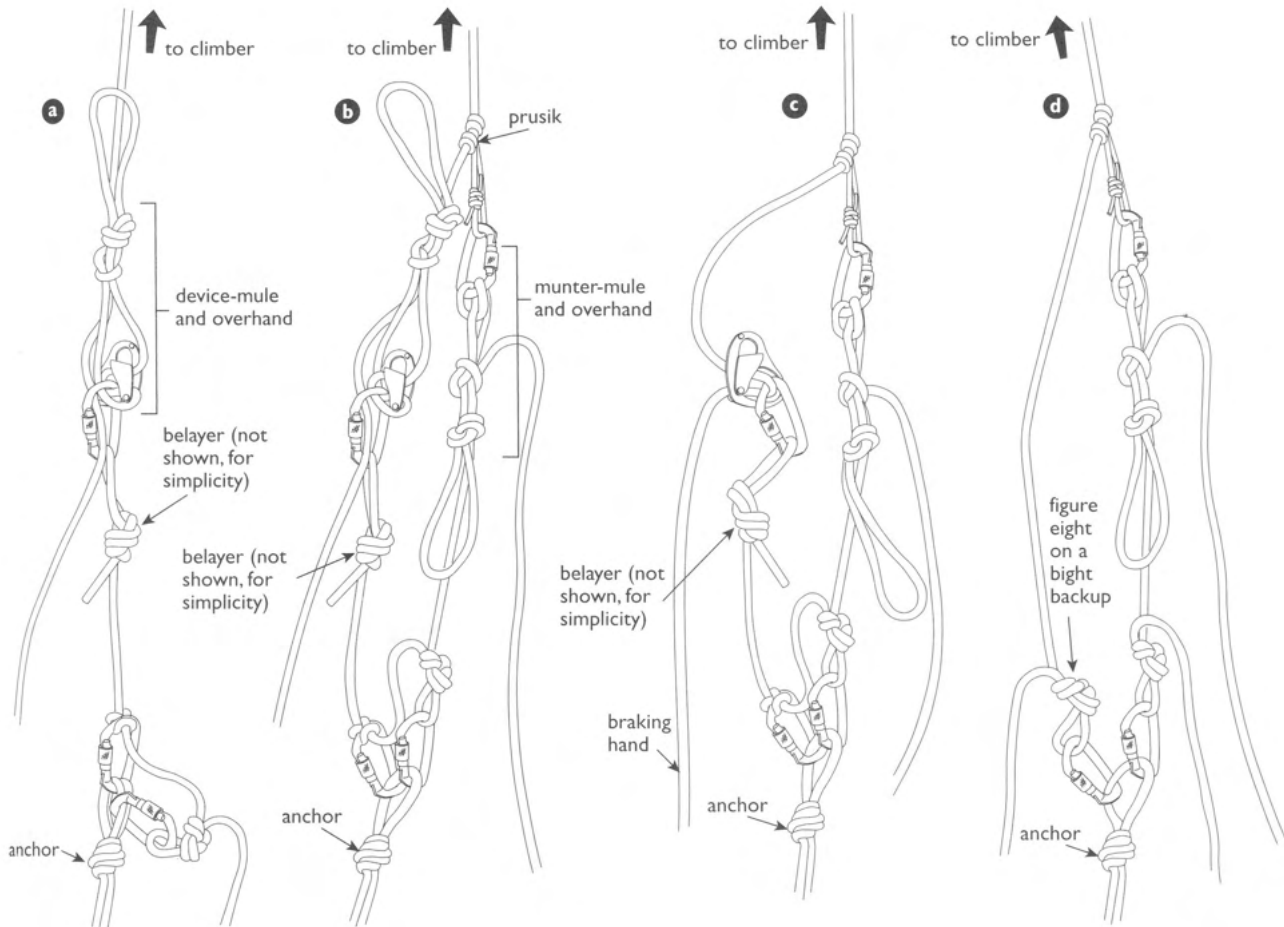 to climber
a
device-mule
and overhand
belayer (not
shown, for
simplicity)
anchor
to climber
b
prusik
munter-mule
and overhand
belayer (not
shown, for
simplicity)
anchor
to climber
c
belayer (not
shown, for
simplicity)
braking
hand
anchor
to climber
d
figure
eight
on a
bight
backup
anchor